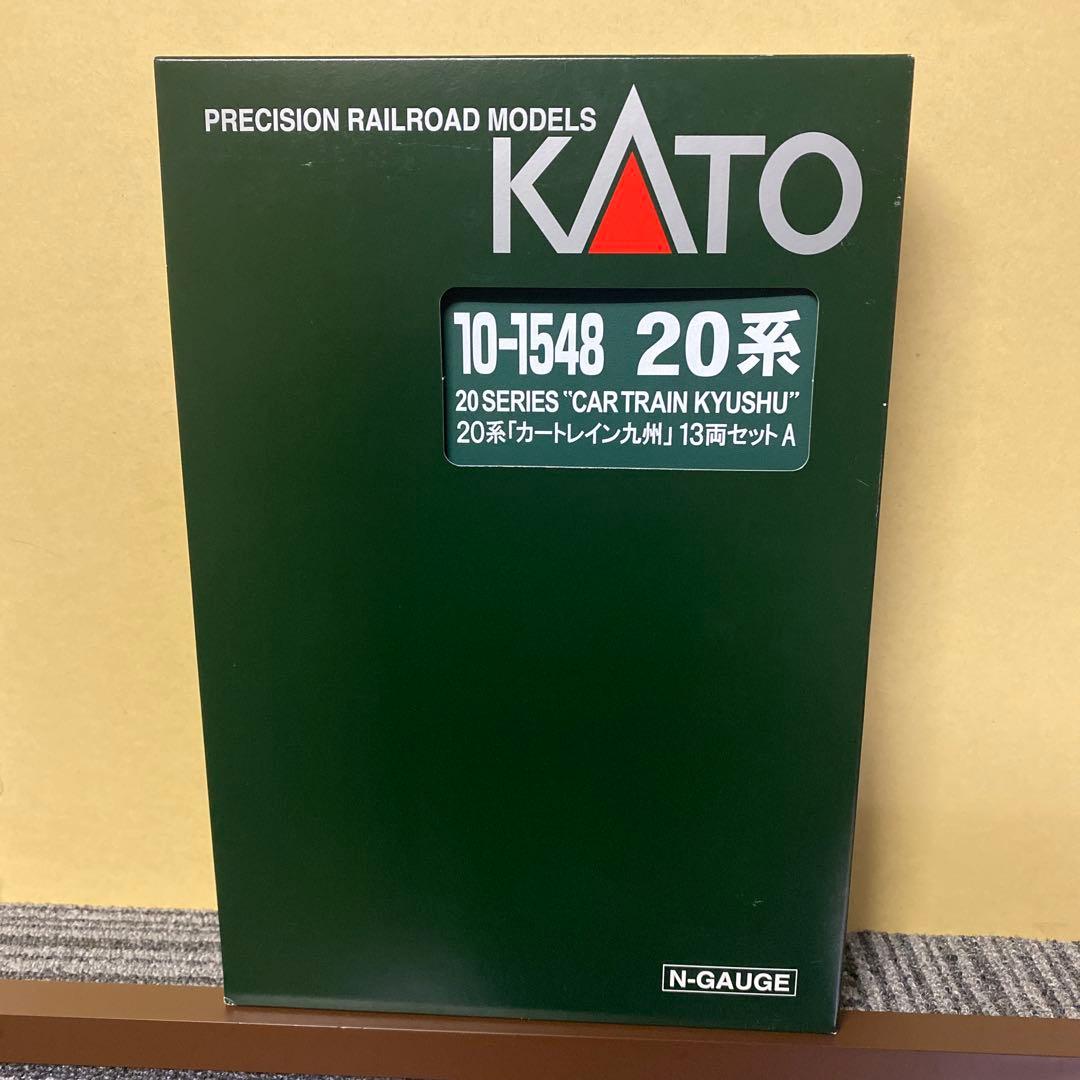 PRECISION RAILROAD MODELS
KATO
10-1548 20系
20 SERIES “CAR TRAIN KYUSHU”
20系「カートレイン九州」13両セットA
N-GAUGE